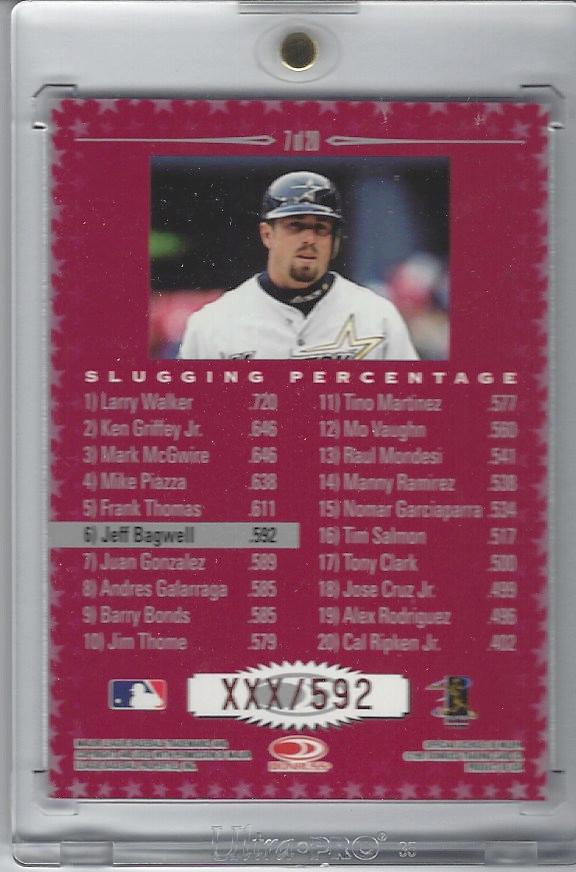 7 of 20
SLUGGING PERCENTAGE
1) Larry Walker .720
2) Ken Griffey Jr. .646
3) Mark McGwire .646
4) Mike Piazza .638
5) Frank Thomas .611
6) Jeff Bagwell .592
7) Juan Gonzalez .589
8) Andres Galarraga .585
9) Barry Bonds .585
10) Jim Thome .579
11) Tino Martinez .577
12) Mo Vaughn .560
13) Raul Mondesi .541
14) Manny Ramirez .538
15) Nomar Garciaparra .534
16) Tim Salmon .517
17) Tony Clark .500
18) Jose Cruz Jr. .499
19) Alex Rodriguez .496
20) Cal Ripken Jr. .402
XXX/592
DONRUSS
Ultra•PRO® 35